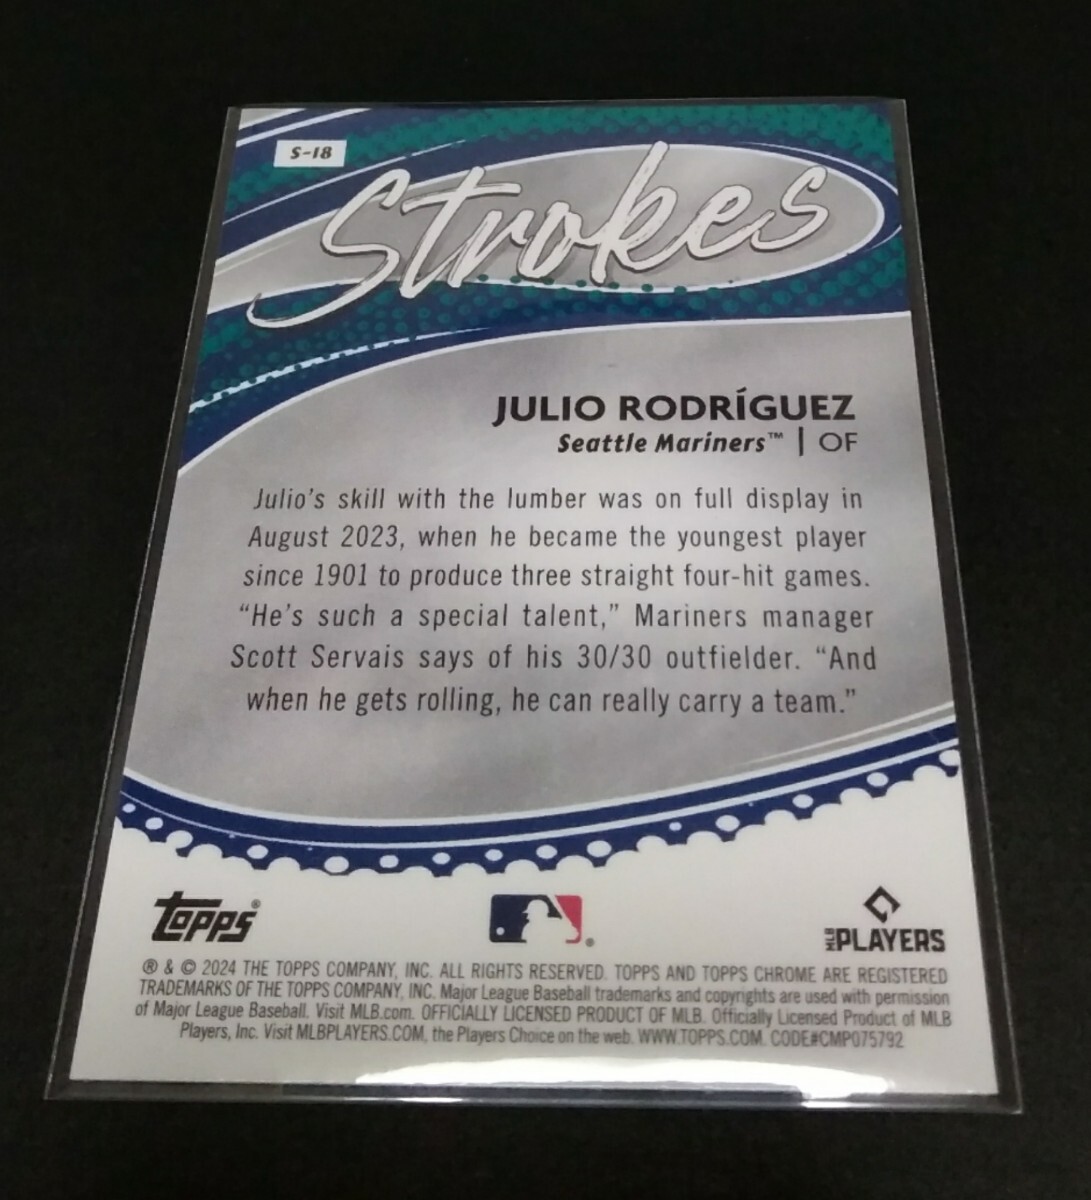 S-18
Strokes
JULIO RODRÍGUEZ
Seattle Mariners™ | OF
Julio's skill with the lumber was on full display in
August 2023, when he became the youngest player
since 1901 to produce three straight four-hit games.
“He's such a special talent,” Mariners manager
Scott Servais says of his 30/30 outfielder. “And
when he gets rolling, he can really carry a team.”
topps®
®
MLB PLAYERS
® & © 2024 THE TOPPS COMPANY, INC. ALL RIGHTS RESERVED. TOPPS AND TOPPS CHROME ARE REGISTERED
TRADEMARKS OF THE TOPPS COMPANY, INC. Major League Baseball trademarks and copyrights are used with permission
of Major League Baseball. Visit MLB.com. OFFICIALLY LICENSED PRODUCT OF MLB. Officially Licensed Product of MLB
Players, Inc. Visit MLBPLAYERS.COM, the Players Choice on the web. WWW.TOPPS.COM. CODE#CMP075792